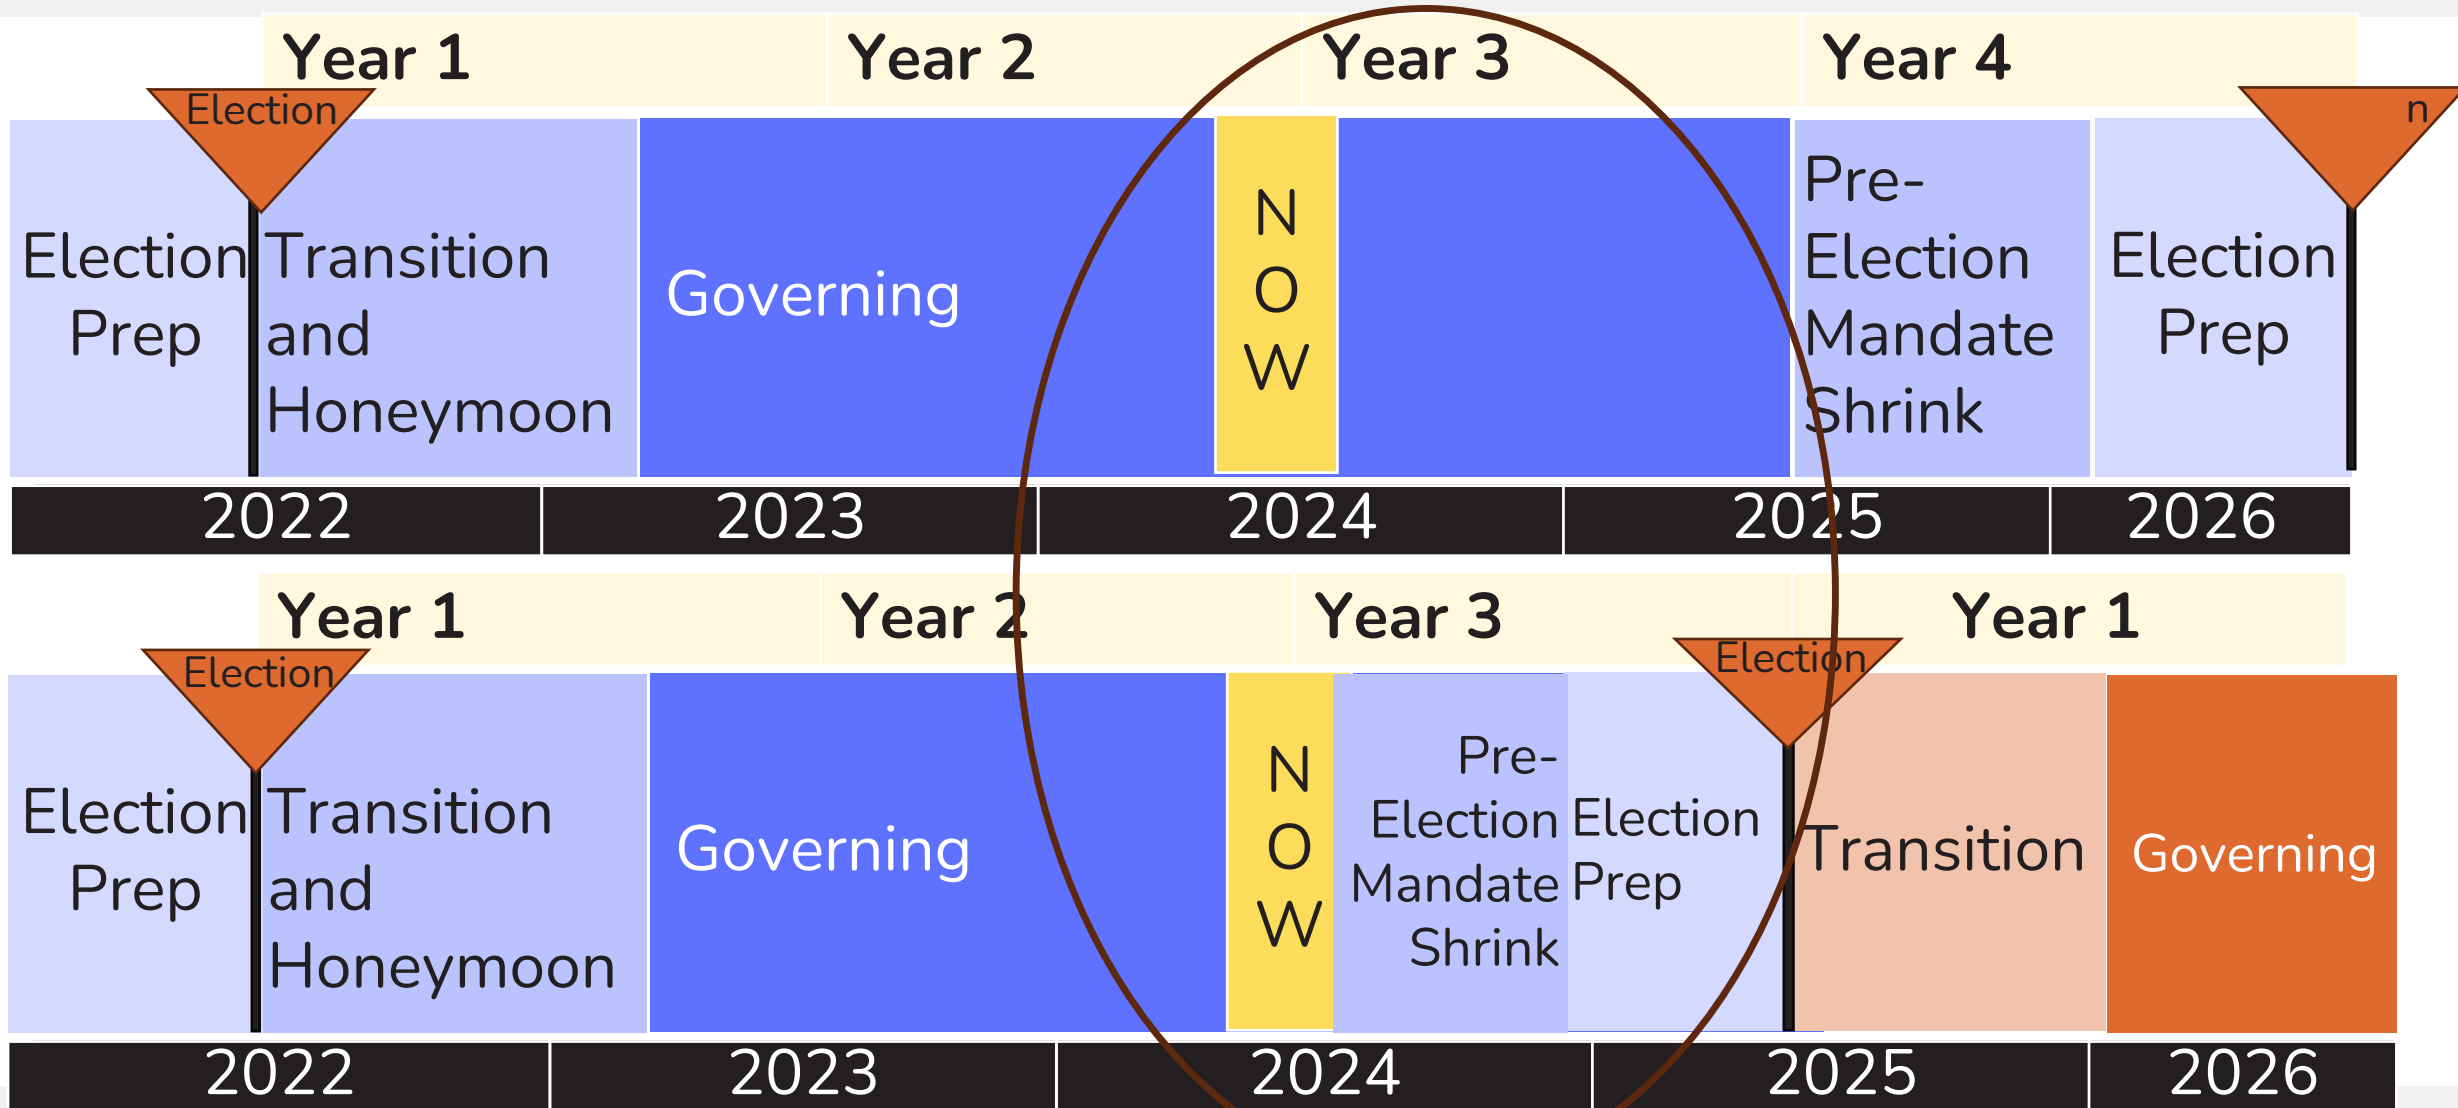 Year 1
Year 2
Year 3
Year 4
Election
n
Election
Prep
Transition
and
Honeymoon
Governing
N
O
W
Pre-
Election
Mandate
Shrink
Election
Prep
2022
2023
2024
2025
2026
Year 1
Year 2
Year 3
Year 1
Election
Election
Election
Prep
Transition
and
Honeymoon
Governing
N
O
W
Pre-
Election
Mandate
Shrink
Election
Prep
Transition
Governing
2022
2023
2024
2025
2026